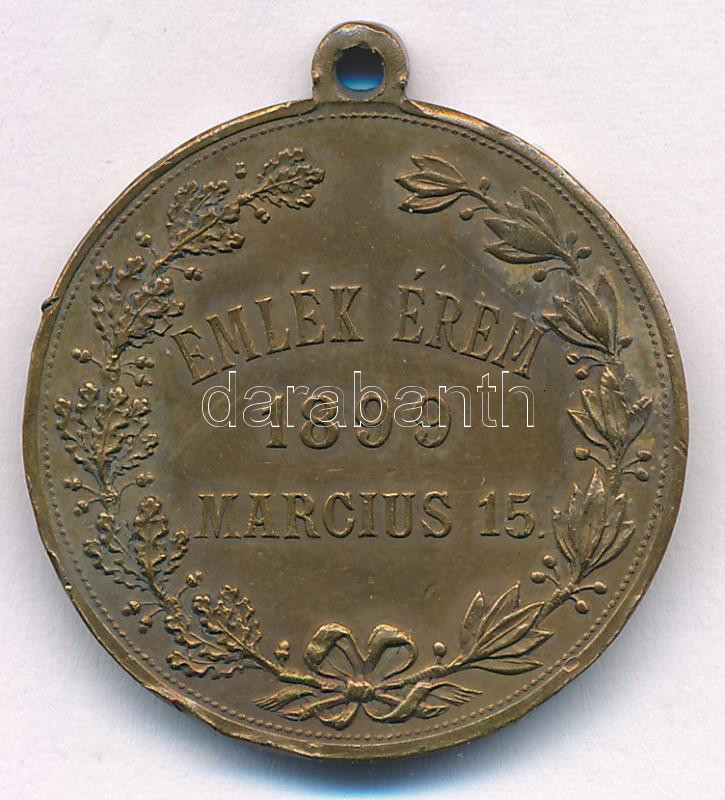 EMLÉK ÉREM
darabanth
1899
MARCIUS 15.